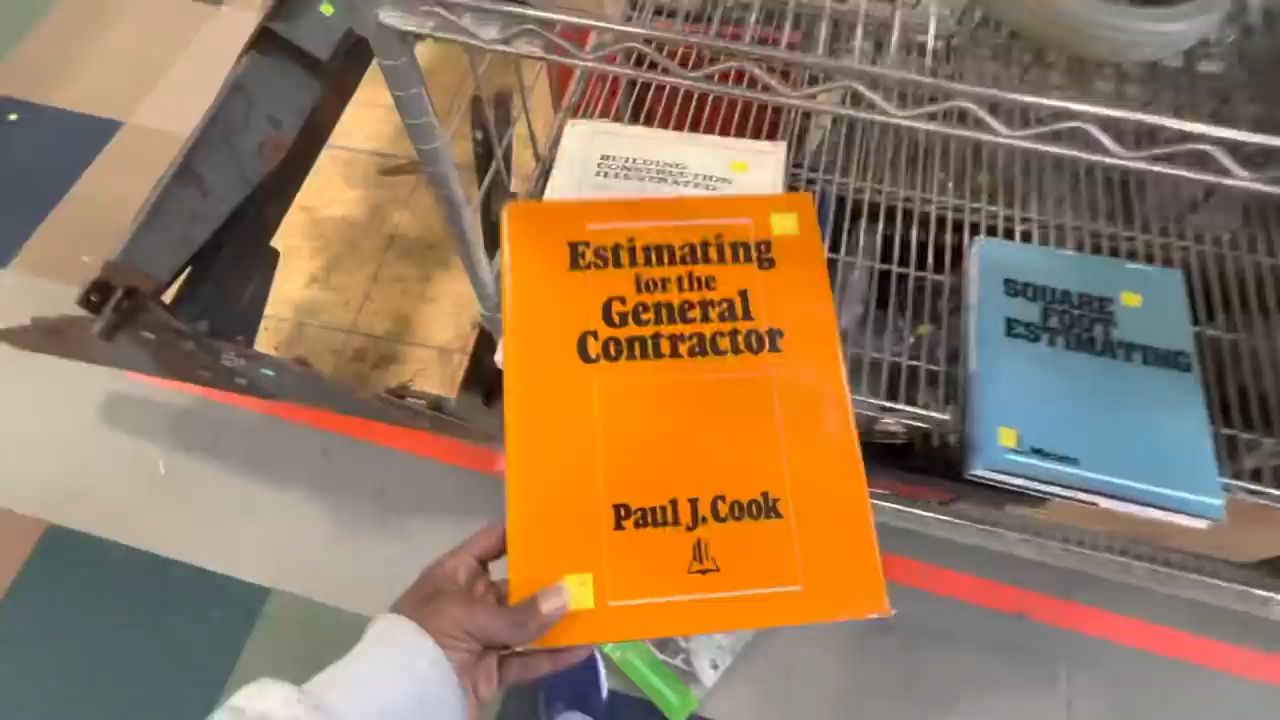 BUILDING
CONSTRUCTION
ILLUSTRATED
Estimating
for the
General
Contractor
Paul J. Cook
SQUARE
FOOT
ESTIMATING